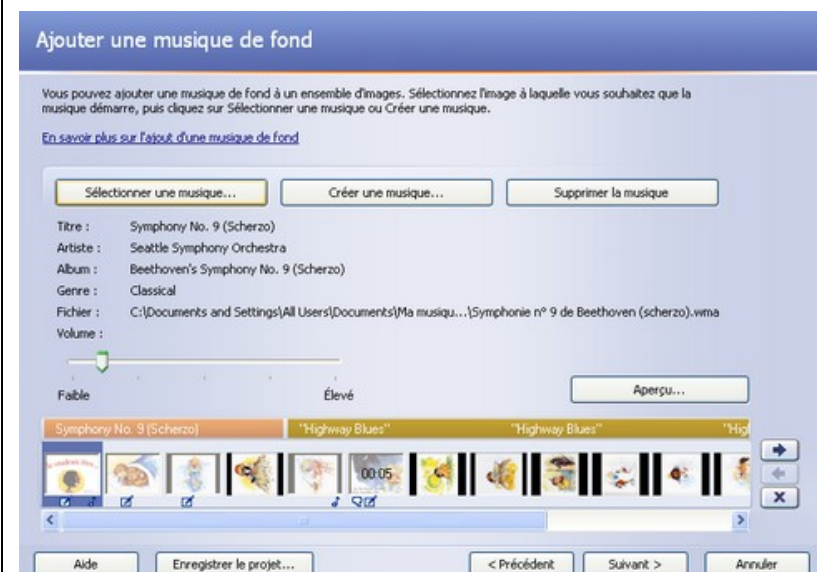 Ajouter une musique de fond
Vous pouvez ajouter une musique de fond à un ensemble d'images. Sélectionnez l'image à laquelle vous souhaitez que la
musique démarre, puis cliquez sur Sélectionner une musique ou Créer une musique.
En savoir plus sur l'ajout d'une musique de fond
Sélectionner une musique... Créer une musique... Supprimer la musique
Titre : Symphony No. 9 (Scherzo)
Artiste : Seattle Symphony Orchestra
Album : Beethoven's Symphony No. 9 (Scherzo)
Genre : Classical
Fichier : C:\Documents and Settings\All Users\Documents\Ma musiqu...\Symphonie n° 9 de Beethoven (scherzo).wma
Volume :
Faible Élevé Aperçu...
Symphony No. 9 (Scherzo) "Highway Blues" "Highway Blues" "Higl
00:05
Aide Enregistrer le projet... < Précédent Suivant > Annuler